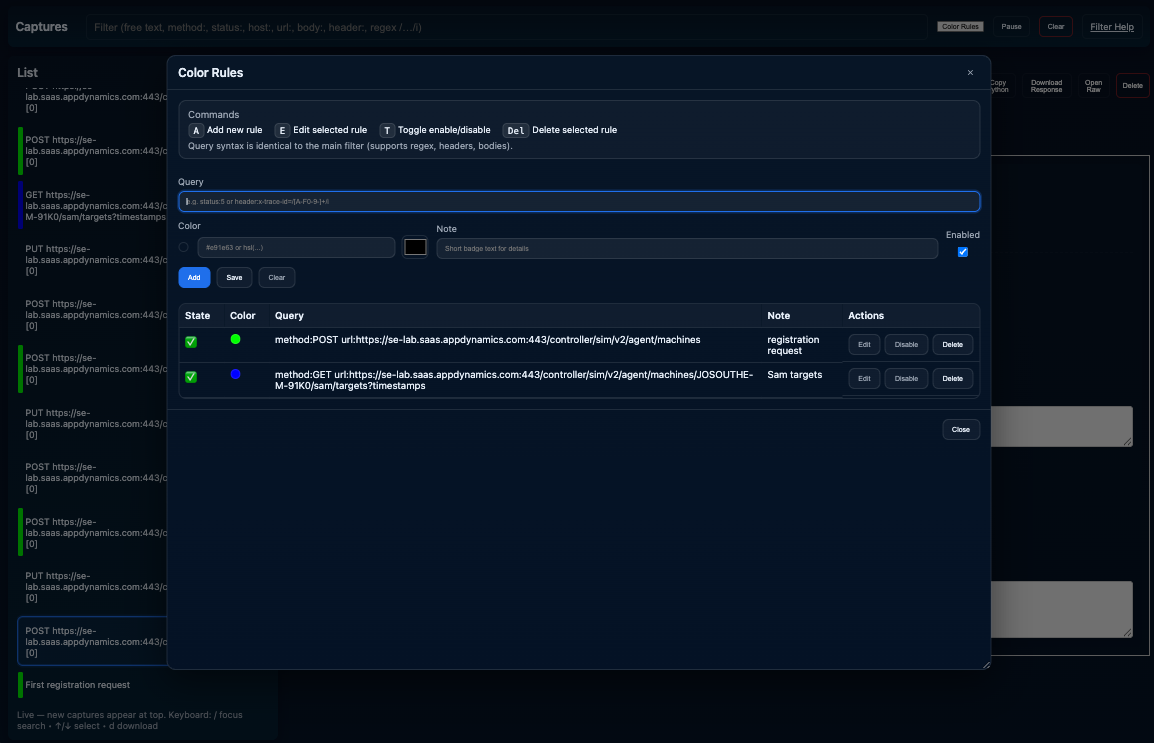 Captures
Filter (free text, method:, status:, host:, url:, body:, header:, regex /.../i)
Color Rules
Pause
Clear
Filter Help
List
POST https://se-
lab.saas.appdynamics.com:443/c
[0]
POST https://se-
lab.saas.appdynamics.com:443/c
[0]
GET https://se-
lab.saas.appdynamics.com:443/c
M-91K0/sam/targets?timestamps
PUT https://se-
lab.saas.appdynamics.com:443/c
[0]
POST https://se-
lab.saas.appdynamics.com:443/c
[0]
POST https://se-
lab.saas.appdynamics.com:443/c
[0]
PUT https://se-
lab.saas.appdynamics.com:443/c
[0]
POST https://se-
lab.saas.appdynamics.com:443/c
[0]
POST https://se-
lab.saas.appdynamics.com:443/c
[0]
PUT https://se-
lab.saas.appdynamics.com:443/c
[0]
POST https://se-
lab.saas.appdynamics.com:443/c
[0]
First registration request
Live — new captures appear at top. Keyboard: / focus
search • ↑/↓ select • d download
Color Rules
×
Commands
A Add new rule E Edit selected rule T Toggle enable/disable Del Delete selected rule
Query syntax is identical to the main filter (supports regex, headers, bodies).
Query
e.g. status:5 or header:x-trace-id=/[A-F0-9-]+/i
Color
#e91e63 or hsl(...)
Note
Short badge text for details
Enabled
Add
Save
Clear
State Color Query Note Actions
method:POST url:https://se-lab.saas.appdynamics.com:443/controller/sim/v2/agent/machines
registration
request
Edit Disable Delete
method:GET url:https://se-lab.saas.appdynamics.com:443/controller/sim/v2/agent/machines/JOSOUTHE-
M-91K0/sam/targets?timestamps
Sam targets
Edit Disable Delete
Close
Download
Response
Open
Raw
Delete